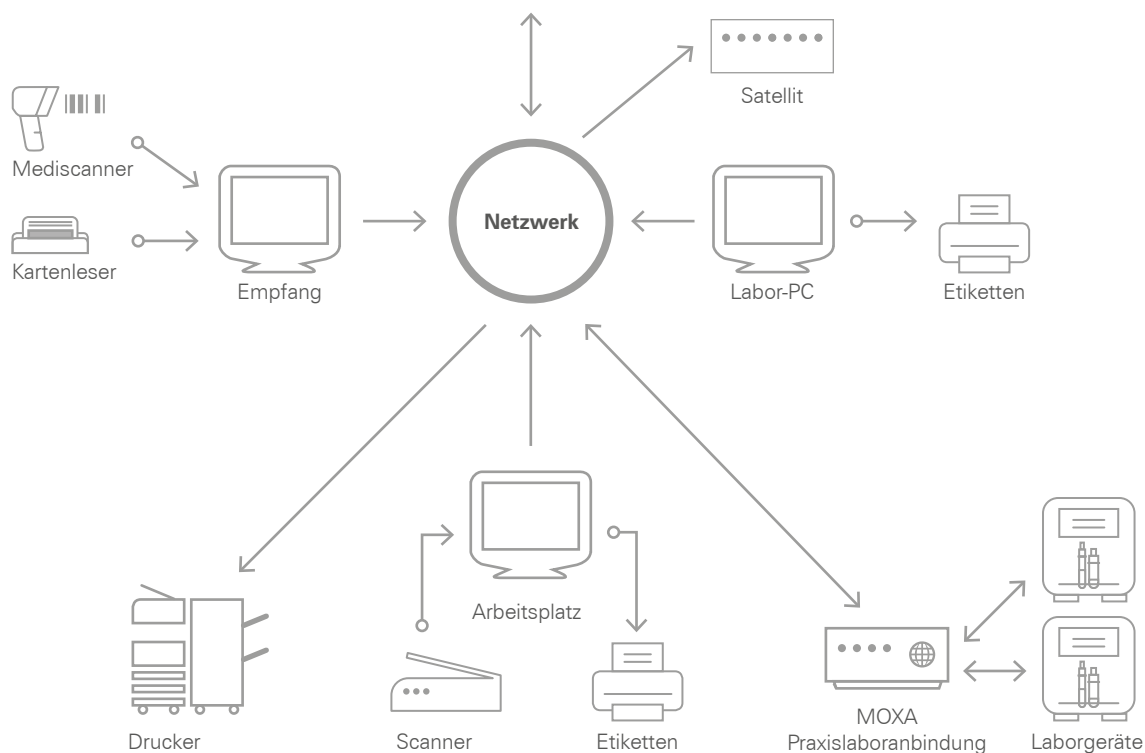 Satellit
Mediscanner
Netzwerk
Kartenleser
Empfang
Labor-PC
Etiketten
Arbeitsplatz
MOXA
Praxislaboranbindung
Drucker
Scanner
Etiketten
Laborgeräte